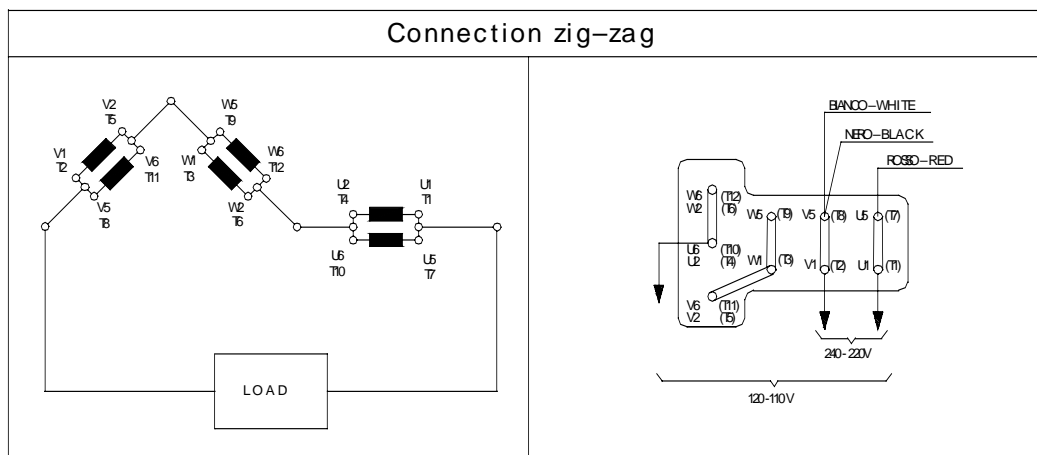 Connection zig–zag
V2
T5
V1
T2
V6
T11
V5
T8
W5
T9
W1
T3
W6
T12
W2
T6
U2
T4
U1
T1
U6
T10
U5
T7
LOAD
BIANCO–WHITE
NERO–BLACK
ROSSO–RED
W6 (T12)
W2 (T6)
W5 (T9)
V5 (T8)
U5 (T7)
U6 (T10)
U2 (T4)
W1 (T3)
V1 (T2)
U1 (T1)
V6 (T11)
V2 (T5)
240-220V
120-110V